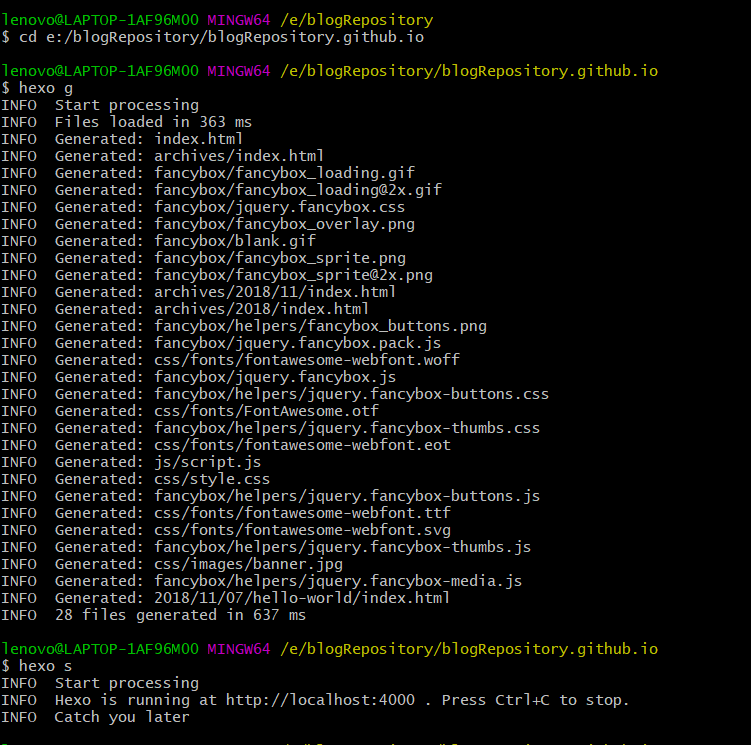 lenovo@LAPTOP-1AF96M00 MINGW64 /e/blogRepository
$ cd e:/blogRepository/blogRepository.github.io
lenovo@LAPTOP-1AF96M00 MINGW64 /e/blogRepository/blogRepository.github.io
$ hexo g
INFO  Start processing
INFO  Files loaded in 363 ms
INFO  Generated: index.html
INFO  Generated: archives/index.html
INFO  Generated: fancybox/fancybox_loading.gif
INFO  Generated: fancybox/fancybox_loading@2x.gif
INFO  Generated: fancybox/jquery.fancybox.css
INFO  Generated: fancybox/fancybox_overlay.png
INFO  Generated: fancybox/blank.gif
INFO  Generated: fancybox/fancybox_sprite.png
INFO  Generated: fancybox/fancybox_sprite@2x.png
INFO  Generated: archives/2018/11/index.html
INFO  Generated: archives/2018/index.html
INFO  Generated: fancybox/helpers/fancybox_buttons.png
INFO  Generated: fancybox/jquery.fancybox.pack.js
INFO  Generated: css/fonts/fontawesome-webfont.woff
INFO  Generated: fancybox/jquery.fancybox.js
INFO  Generated: fancybox/helpers/jquery.fancybox-buttons.css
INFO  Generated: css/fonts/FontAwesome.otf
INFO  Generated: fancybox/helpers/jquery.fancybox-thumbs.css
INFO  Generated: css/fonts/fontawesome-webfont.eot
INFO  Generated: js/script.js
INFO  Generated: css/style.css
INFO  Generated: fancybox/helpers/jquery.fancybox-buttons.js
INFO  Generated: css/fonts/fontawesome-webfont.ttf
INFO  Generated: css/fonts/fontawesome-webfont.svg
INFO  Generated: fancybox/helpers/jquery.fancybox-thumbs.js
INFO  Generated: css/images/banner.jpg
INFO  Generated: fancybox/helpers/jquery.fancybox-media.js
INFO  Generated: 2018/11/07/hello-world/index.html
INFO  28 files generated in 637 ms
lenovo@LAPTOP-1AF96M00 MINGW64 /e/blogRepository/blogRepository.github.io
$ hexo s
INFO  Start processing
INFO  Hexo is running at http://localhost:4000 . Press Ctrl+C to stop.
INFO  Catch you later